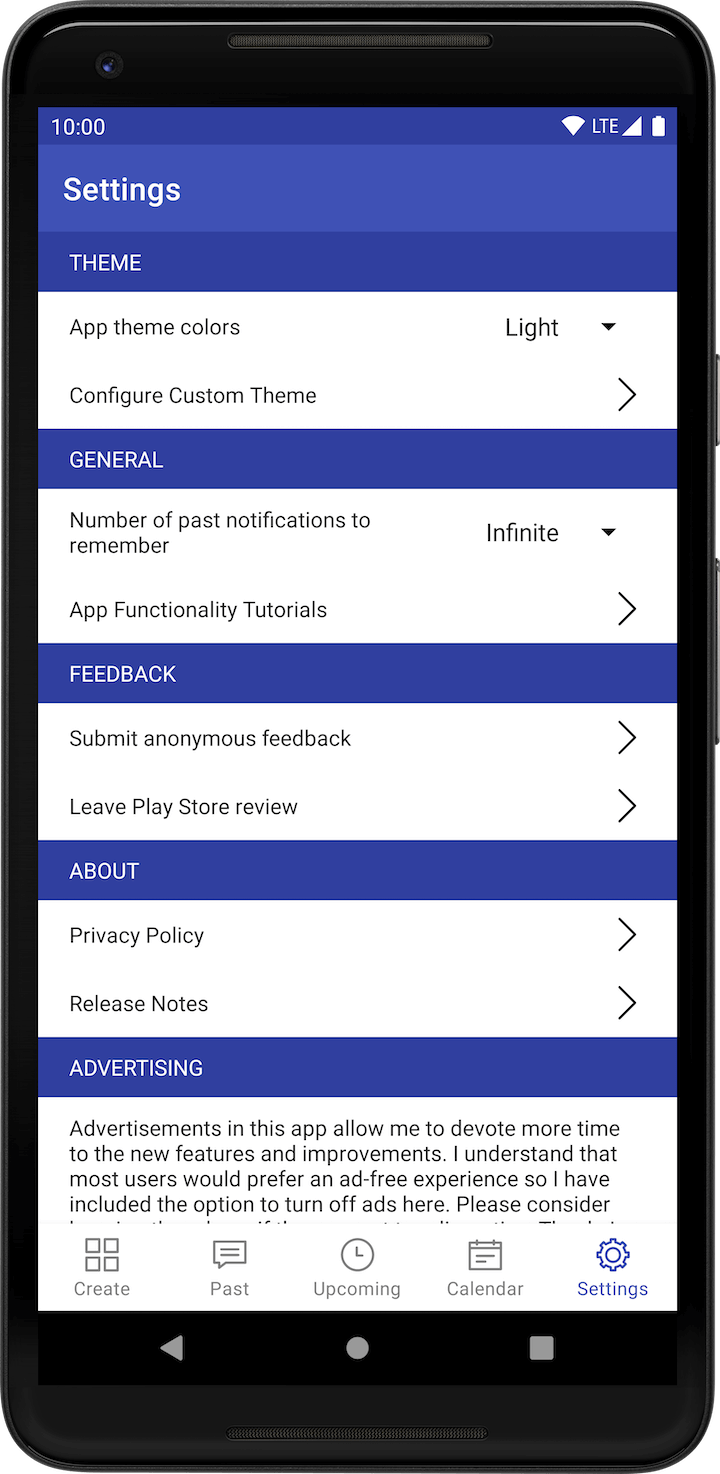 10:00 LTE
Settings
THEME
App theme colors Light
Configure Custom Theme
GENERAL
Number of past notifications to
remember
Infinite
App Functionality Tutorials
FEEDBACK
Submit anonymous feedback
Leave Play Store review
ABOUT
Privacy Policy
Release Notes
ADVERTISING
Advertisements in this app allow me to devote more time
to the new features and improvements. I understand that
most users would prefer an ad-free experience so I have
included the option to turn off ads here. Please consider
Create Past Upcoming Calendar Settings